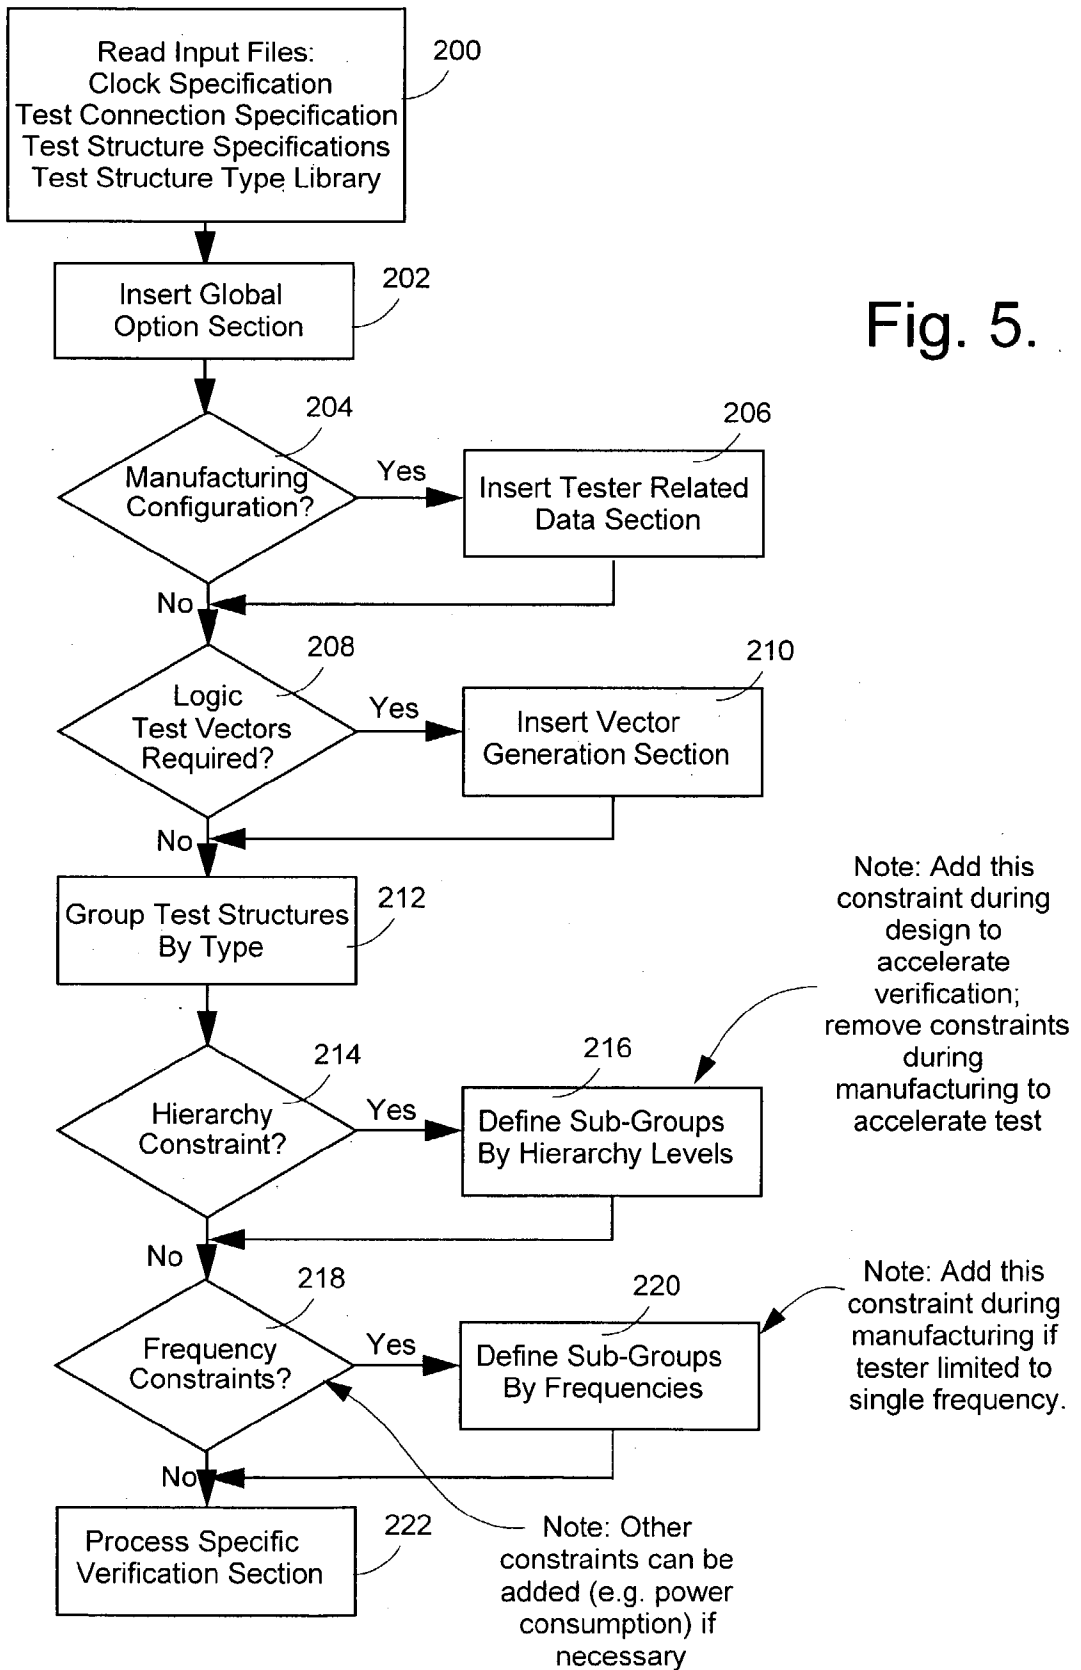 Read Input Files:
Clock Specification
Test Connection Specification
Test Structure Specifications
Test Structure Type Library
200
Insert Global
Option Section
202
Fig. 5.
Manufacturing
Configuration?
204
Yes
No
Insert Tester Related
Data Section
206
Logic
Test Vectors
Required?
208
Yes
No
Insert Vector
Generation Section
210
Group Test Structures
By Type
212
Hierarchy
Constraint?
214
Yes
No
Define Sub-Groups
By Hierarchy Levels
216
Note: Add this
constraint during
design to
accelerate
verification;
remove constraints
during
manufacturing to
accelerate test
Frequency
Constraints?
218
Yes
No
Define Sub-Groups
By Frequencies
220
Note: Add this
constraint during
manufacturing if
tester limited to
single frequency.
Process Specific
Verification Section
222
Note: Other
constraints can be
added (e.g. power
consumption) if
necessary